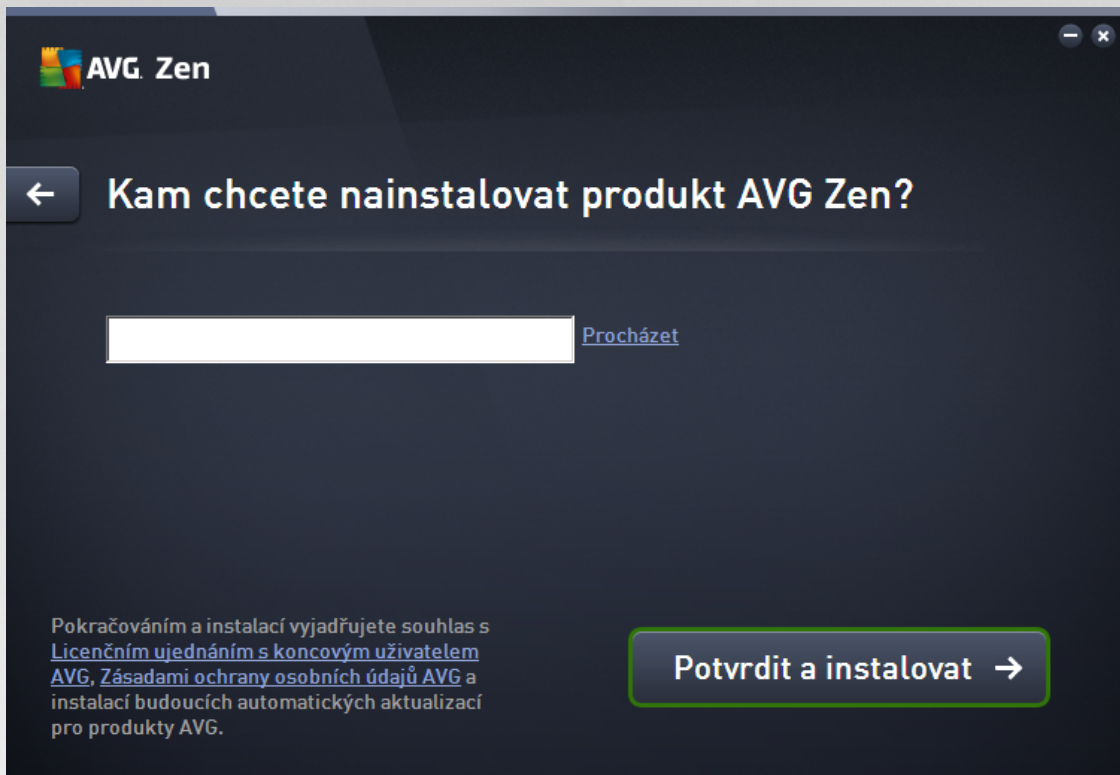 AVG. Zen
Kam chcete nainstalovat produkt AVG Zen?
Procházet
Pokračováním a instalací vyjadřujete souhlas s
Licenčním ujednáním s koncovým uživatelem
AVG, Zásadami ochrany osobních údajů AVG a
instalací budoucích automatických aktualizací
pro produkty AVG.
Potvrdit a instalovat